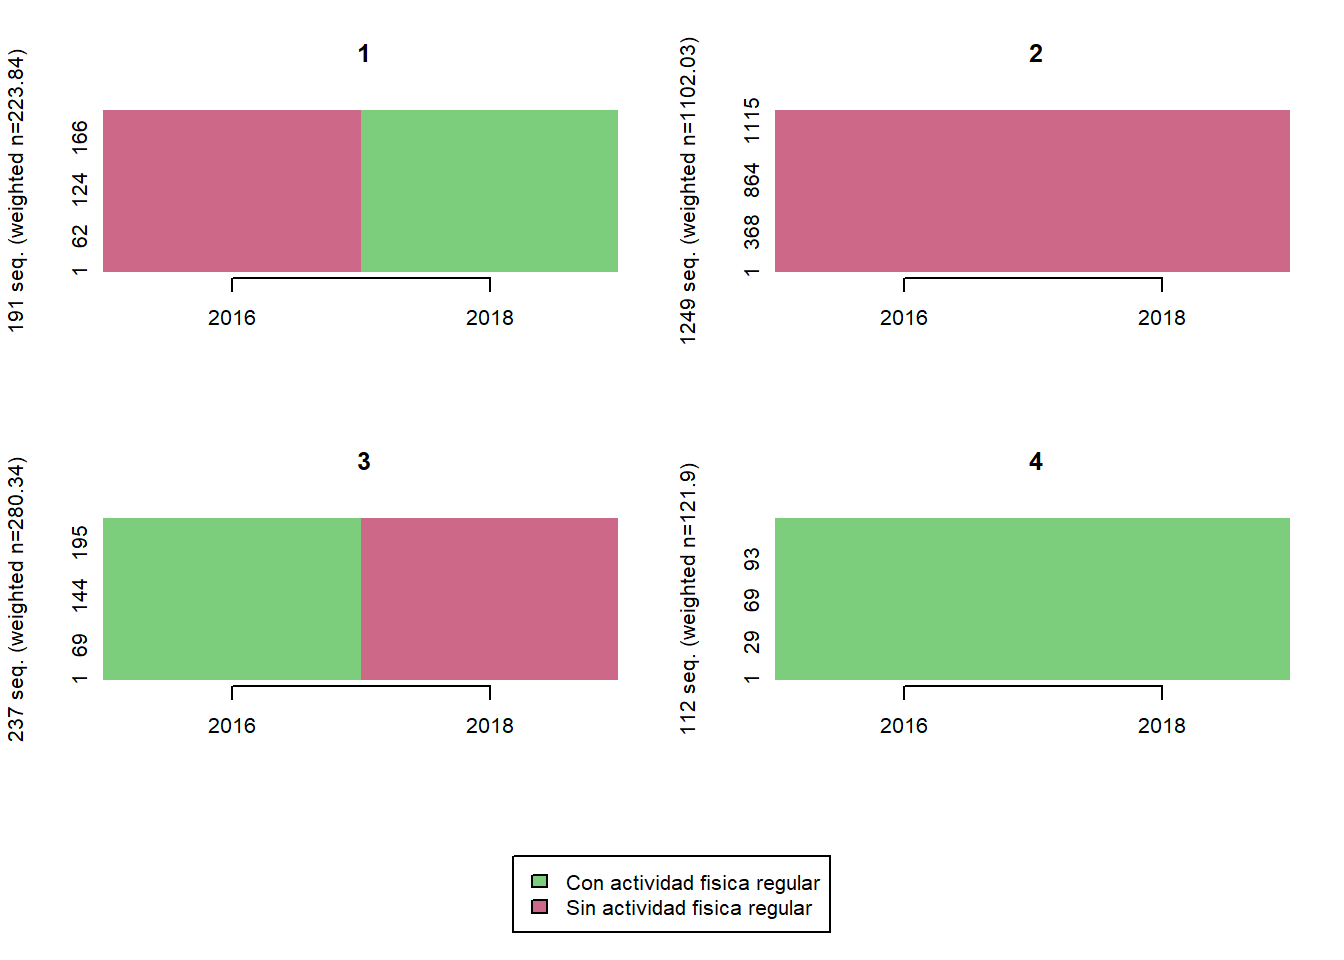 1
191 seq. (weighted n=223.84)
1 62 124 166
2016 2018
2
1249 seq. (weighted n=1102.03)
1 368 864 1115
2016 2018
3
237 seq. (weighted n=280.34)
1 69 144 195
2016 2018
4
112 seq. (weighted n=121.9)
1 29 69 93
2016 2018
Con actividad fisica regular
Sin actividad fisica regular